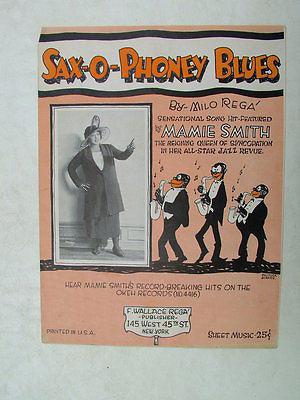 SAX-O-PHONEY BLUES
BY-MILO REGA'
SENSATIONAL SONG HIT-FEATURED
BY MAMIE SMITH
THE REIGNING QUEEN OF SYNCOPATION
IN HER ALL-STAR JAZZ REVUE.
HEAR MAMIE SMITH'S RECORD-BREAKING HITS ON THE
OKEH RECORDS (NO.4416)
F. WALLACE REGA'
-PUBLISHER-
145 WEST 45TH ST.
NEW YORK
PRINTED IN U.S.A.
SHEET MUSIC-25¢